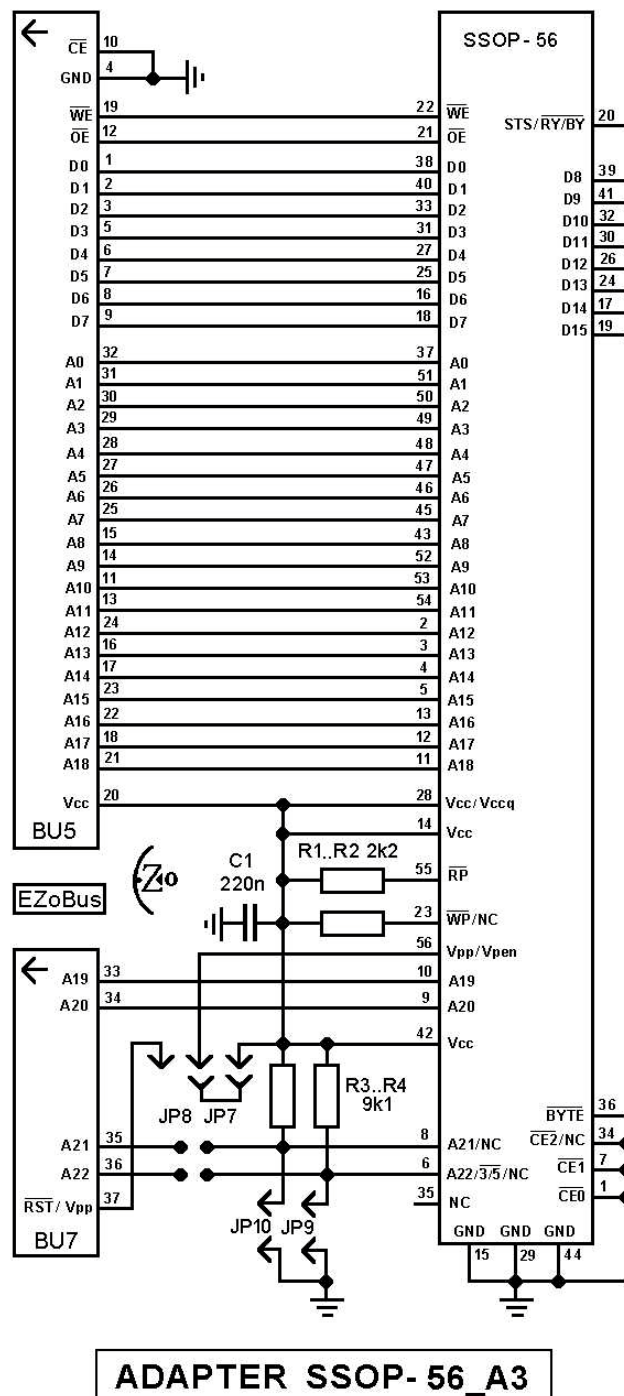 SSOP-56
CE 10
GND 4
STS/RY/BY 20
WE 19 22 WE
OE 12 21 OE
D0 1 38 D0
D1 2 40 D1
D2 3 33 D2
D3 5 31 D3
D4 6 27 D4
D5 7 25 D5
D6 8 16 D6
D7 9 18 D7
D8 39
D9 41
D10 32
D11 30
D12 26
D13 24
D14 17
D15 19
A0 32 37 A0
A1 31 51 A1
A2 30 50 A2
A3 29 49 A3
A4 28 48 A4
A5 27 47 A5
A6 26 46 A6
A7 25 45 A7
A8 15 43 A8
A9 14 52 A9
A10 11 53 A10
A11 13 54 A11
A12 24 2 A12
A13 16 3 A13
A14 17 4 A14
A15 23 5 A15
A16 22 13 A16
A17 18 12 A17
A18 21 11 A18
Vcc 20 28 Vcc/Vccq
14 Vcc
BU5
C1
220n
R1..R2 2k2
55 RP
Zo
EZoBus
23 WP/NC
56 Vpp/Vpen
A19 33 10 A19
A20 34 9 A20
42 Vcc
R3..R4
9k1
JP8 JP7
BYTE 36
CE2/NC 34
CE1 7
CE0 1
A21 35 8 A21/NC
A22 36 6 A22/3/5/NC
RST/Vpp 37
35 NC
JP10 JP9
BU7
GND GND GND
15 29 44
ADAPTER SSOP-56_A3